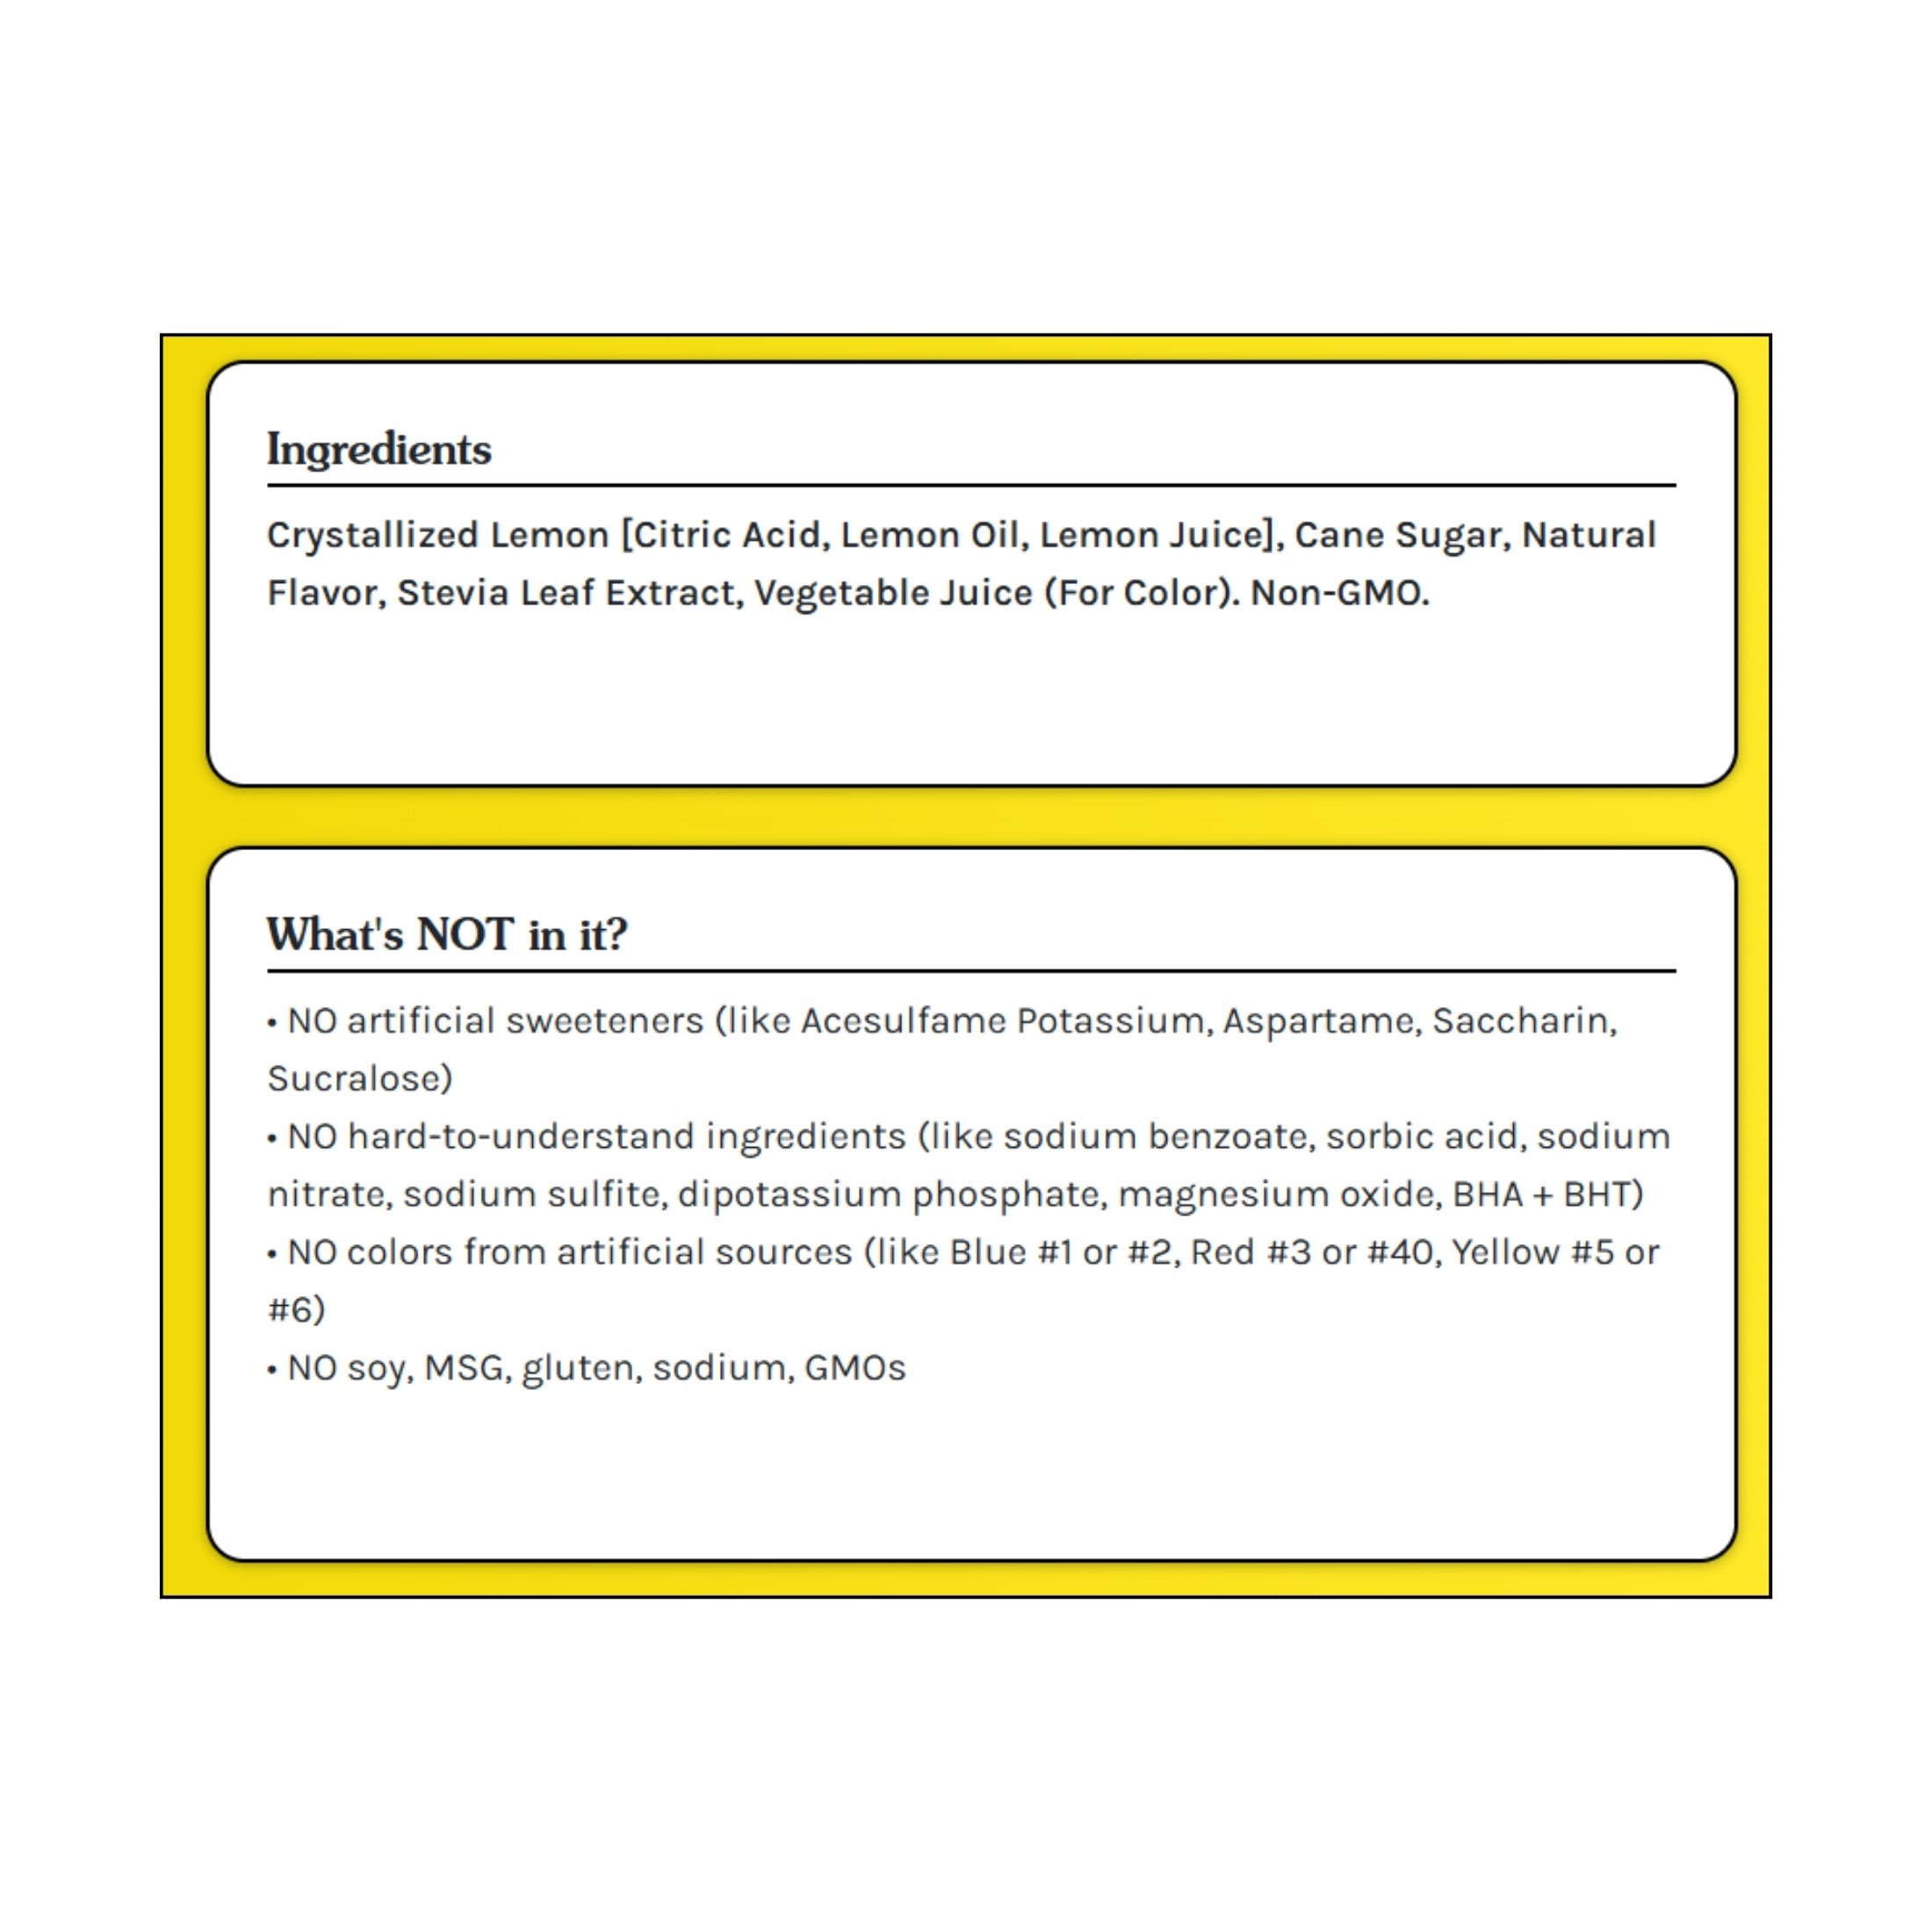 Ingredients
Crystallized Lemon [Citric Acid, Lemon Oil, Lemon Juice], Cane Sugar, Natural
Flavor, Stevia Leaf Extract, Vegetable Juice (For Color). Non-GMO.
What's NOT in it?
• NO artificial sweeteners (like Acesulfame Potassium, Aspartame, Saccharin,
Sucralose)
• NO hard-to-understand ingredients (like sodium benzoate, sorbic acid, sodium
nitrate, sodium sulfite, dipotassium phosphate, magnesium oxide, BHA + BHT)
• NO colors from artificial sources (like Blue #1 or #2, Red #3 or #40, Yellow #5 or
#6)
• NO soy, MSG, gluten, sodium, GMOs